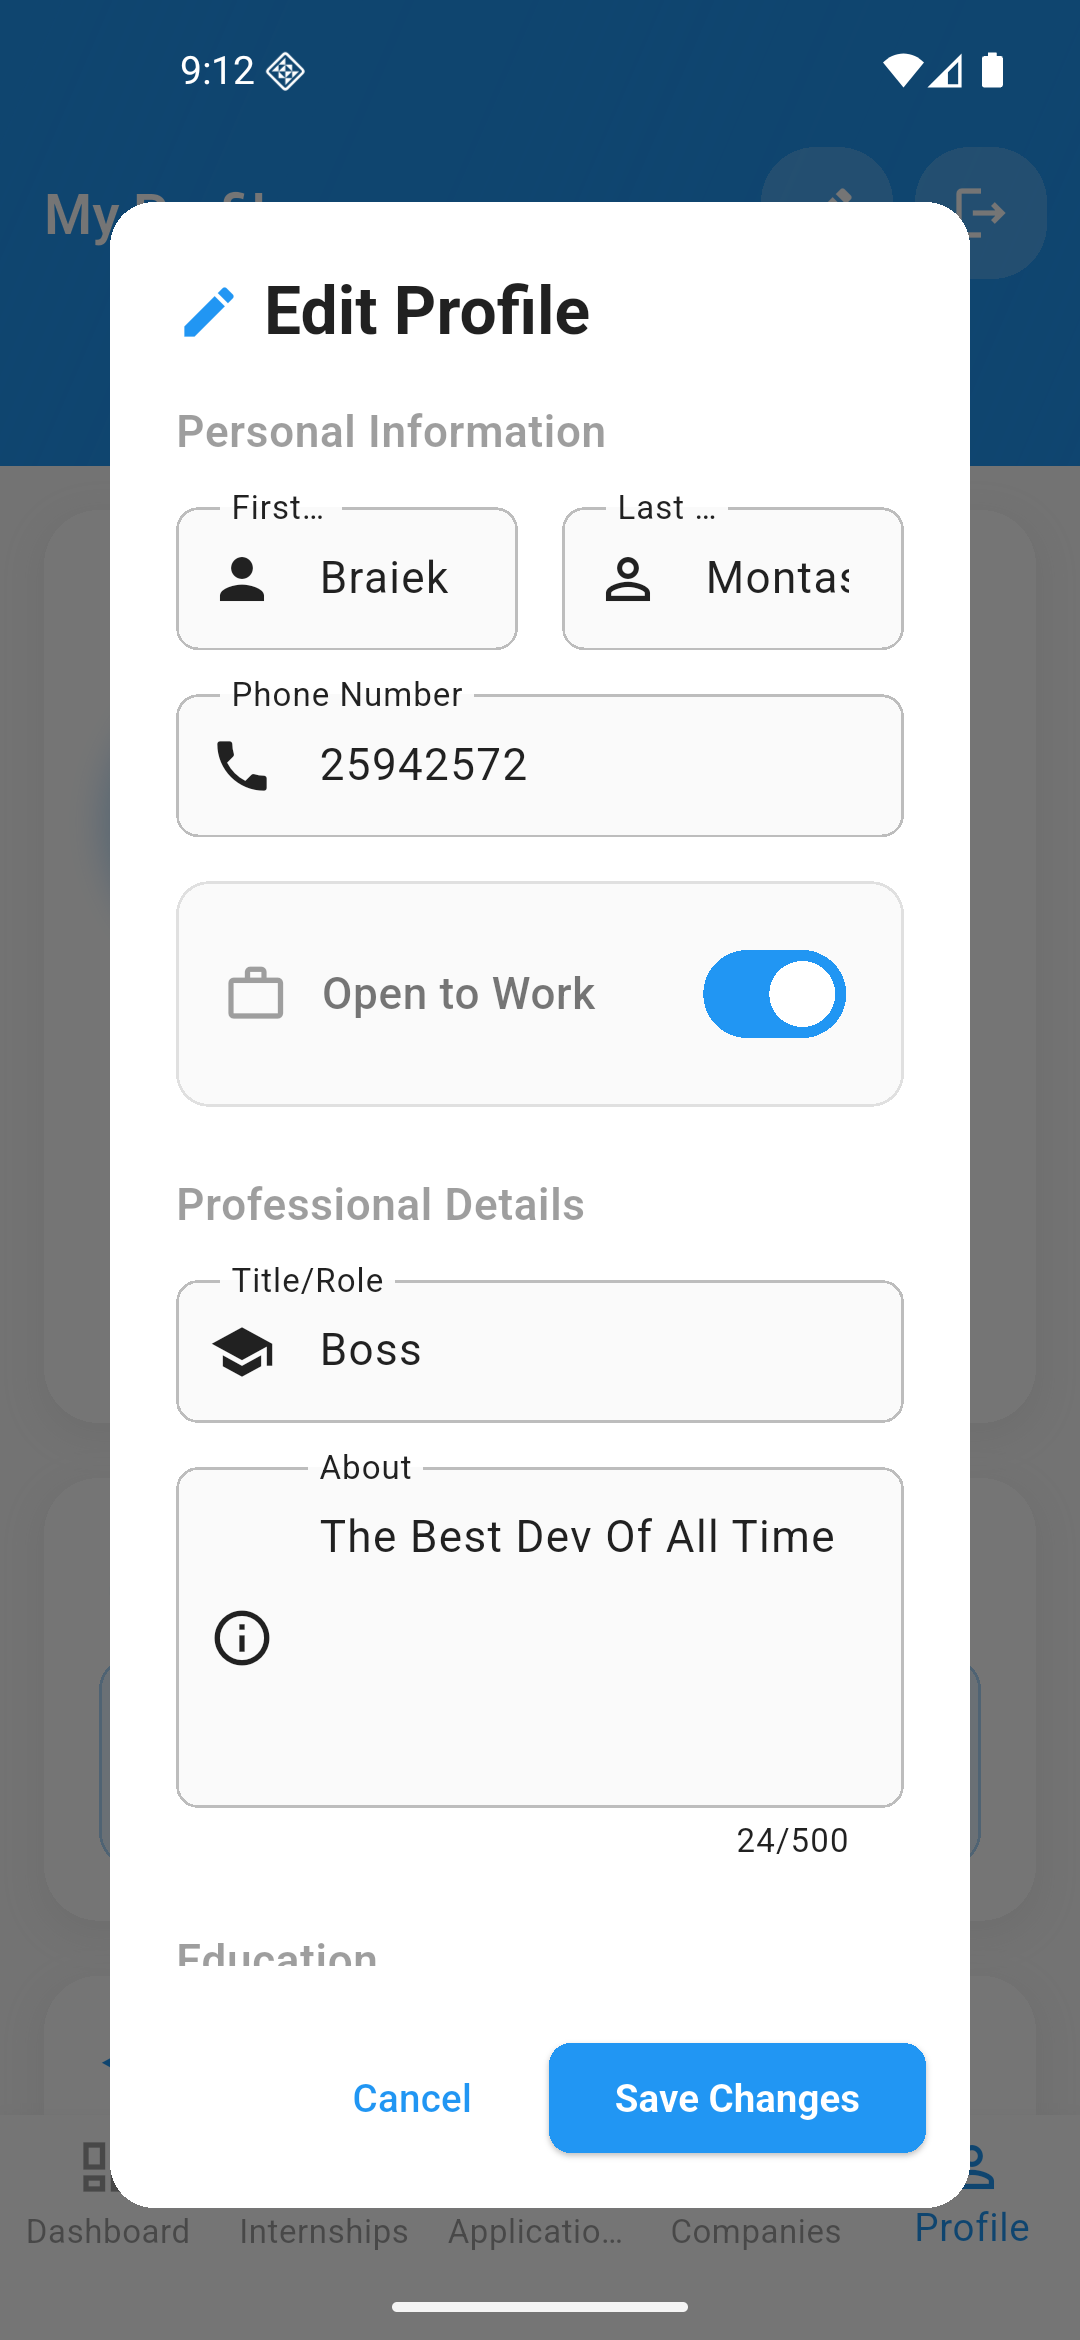 9:12
My Profil
Edit Profile
Personal Information
First... Last ...
Braiek Montas
Phone Number
25942572
Open to Work
Professional Details
Title/Role
Boss
About
The Best Dev Of All Time
24/500
Education
Cancel Save Changes
Dashboard Internships Applicatio... Companies Profile